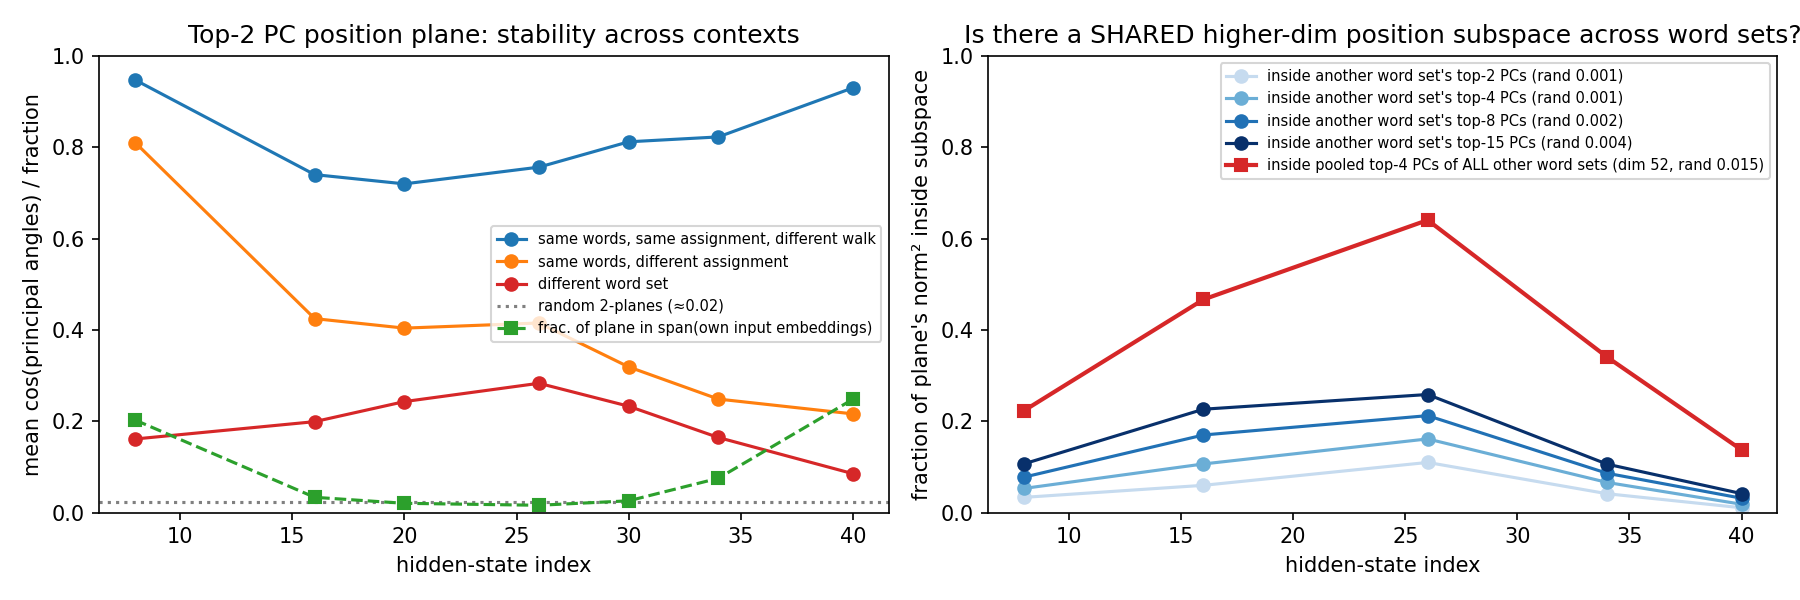 Top-2 PC position plane: stability across contexts
mean cos(principal angles) / fraction
1.0
0.8
0.6
0.4
0.2
0.0
same words, same assignment, different walk
same words, different assignment
different word set
random 2-planes (≈0.02)
frac. of plane in span(own input embeddings)
10
15
20
25
30
35
40
hidden-state index
Is there a SHARED higher-dim position subspace across word sets?
fraction of plane's norm² inside subspace
1.0
0.8
0.6
0.4
0.2
0.0
inside another word set's top-2 PCs (rand 0.001)
inside another word set's top-4 PCs (rand 0.001)
inside another word set's top-8 PCs (rand 0.002)
inside another word set's top-15 PCs (rand 0.004)
inside pooled top-4 PCs of ALL other word sets (dim 52, rand 0.015)
10
15
20
25
30
35
40
hidden-state index